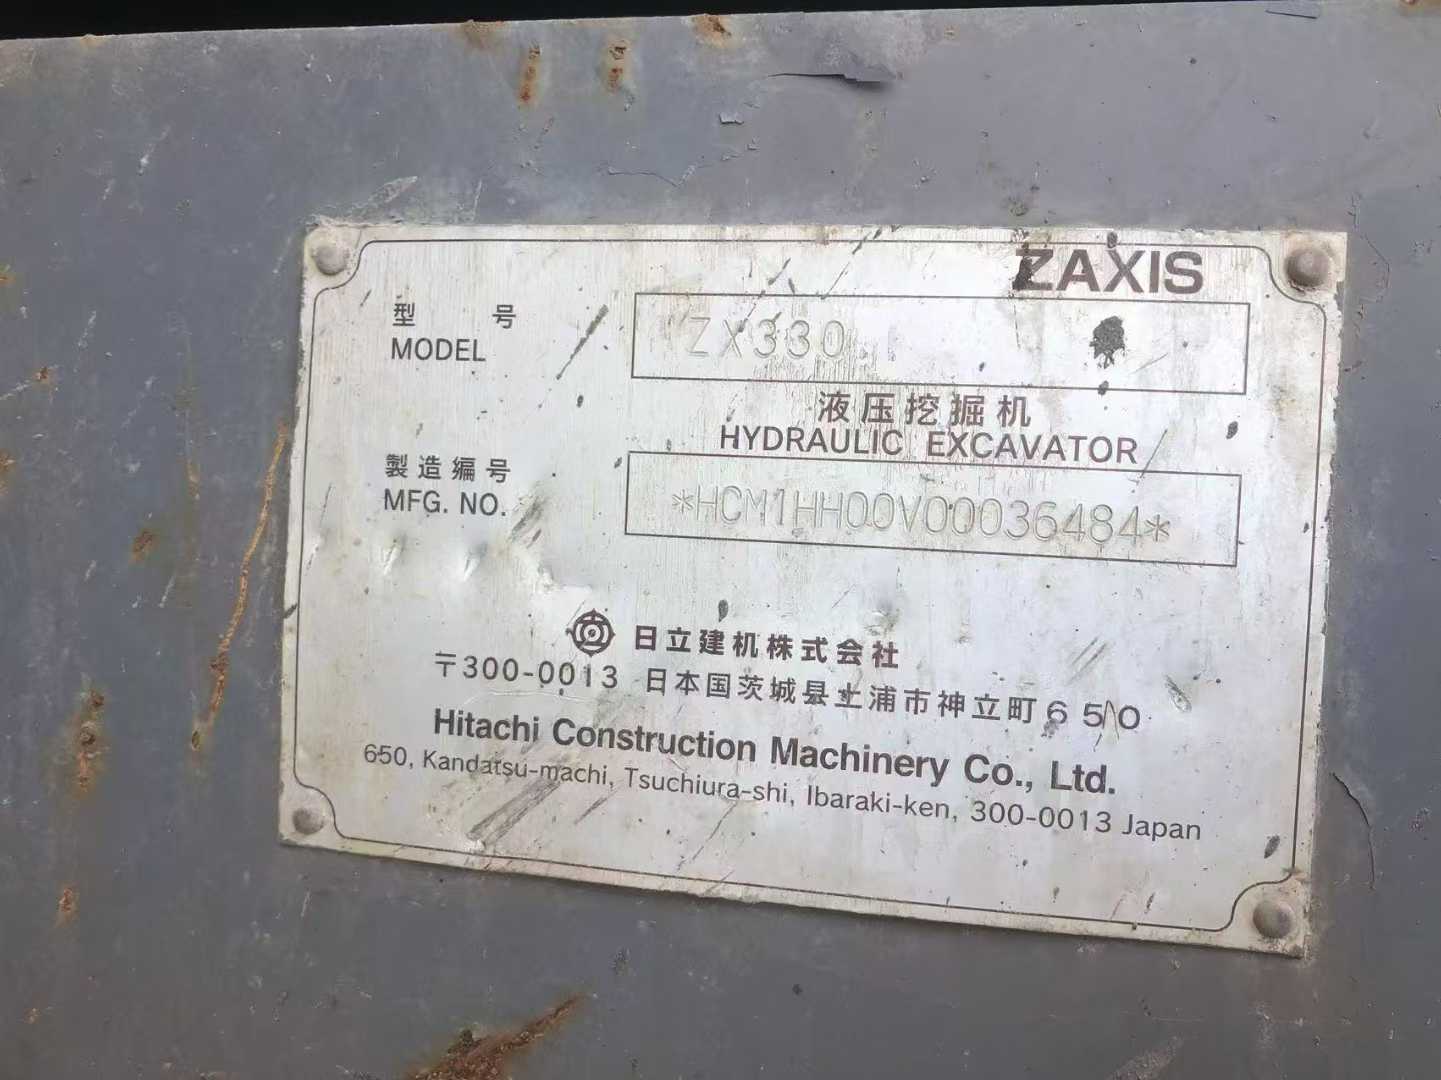 ZAXIS
型 号
MODEL
ZX330
液压挖掘机
HYDRAULIC EXCAVATOR
製造編号
MFG. NO.
*HCM1HH00V00036484*
日立建机株式会社
〒300-0013 日本国茨城県土浦市神立町650
Hitachi Construction Machinery Co., Ltd.
650, Kandatsu-machi, Tsuchiura-shi, Ibaraki-ken, 300-0013 Japan